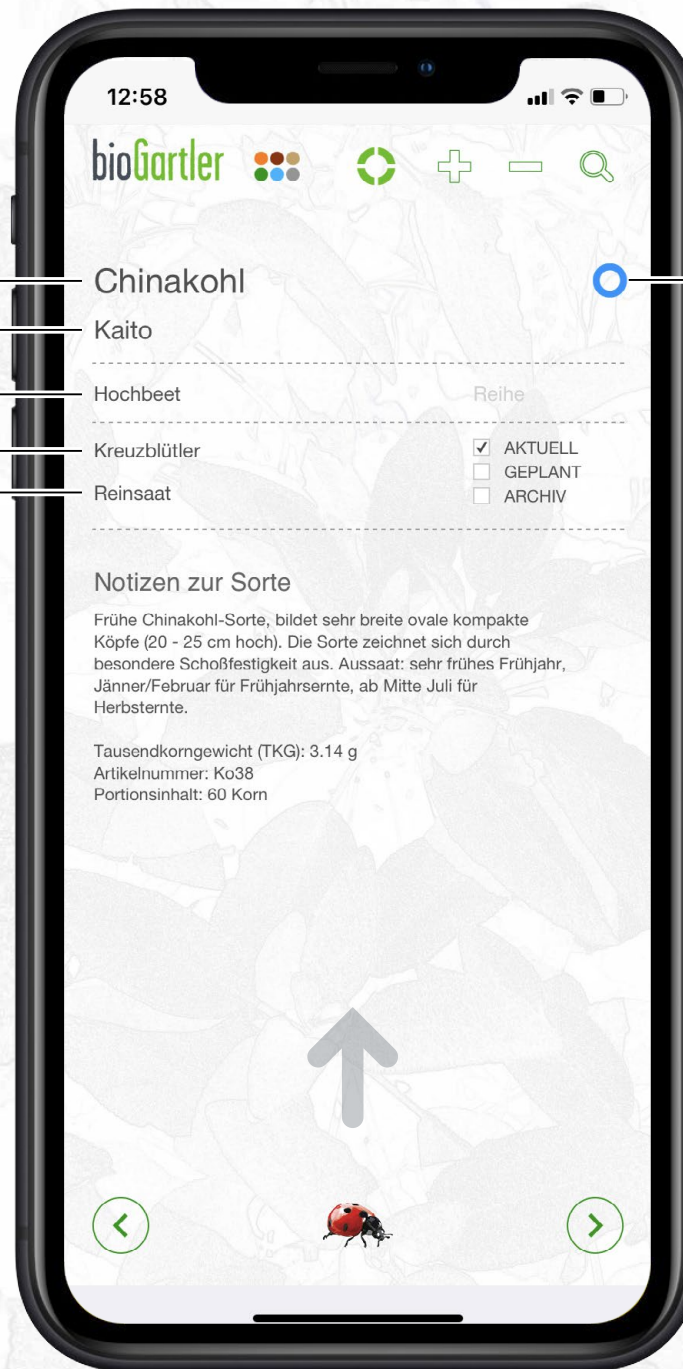 12:58
bioGartler
Chinakohl
Kaito
Hochbeet Reihe
Kreuzblütler
AKTUELL
GEPLANT
Reinsaat
ARCHIV
Notizen zur Sorte
Frühe Chinakohl-Sorte, bildet sehr breite ovale kompakte
Köpfe (20 - 25 cm hoch). Die Sorte zeichnet sich durch
besondere Schoßfestigkeit aus. Aussaat: sehr frühes Frühjahr,
Jänner/Februar für Frühjahrsernte, ab Mitte Juli für
Herbsternte.
Tausendkorngewicht (TKG): 3.14 g
Artikelnummer: Ko38
Portionsinhalt: 60 Korn